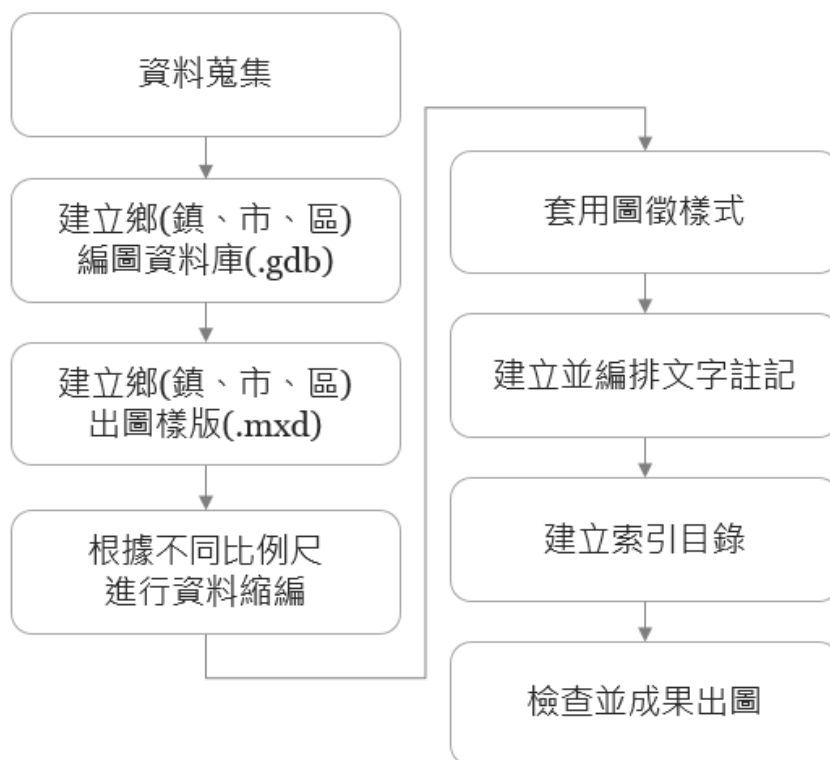 資料蒐集
建立鄉(鎮、市、區)
編圖資料庫(.gdb)
建立鄉(鎮、市、區)
出圖樣版(.mxd)
根據不同比例尺
進行資料縮編
套用圖徵樣式
建立並編排文字註記
建立索引目錄
檢查並成果出圖